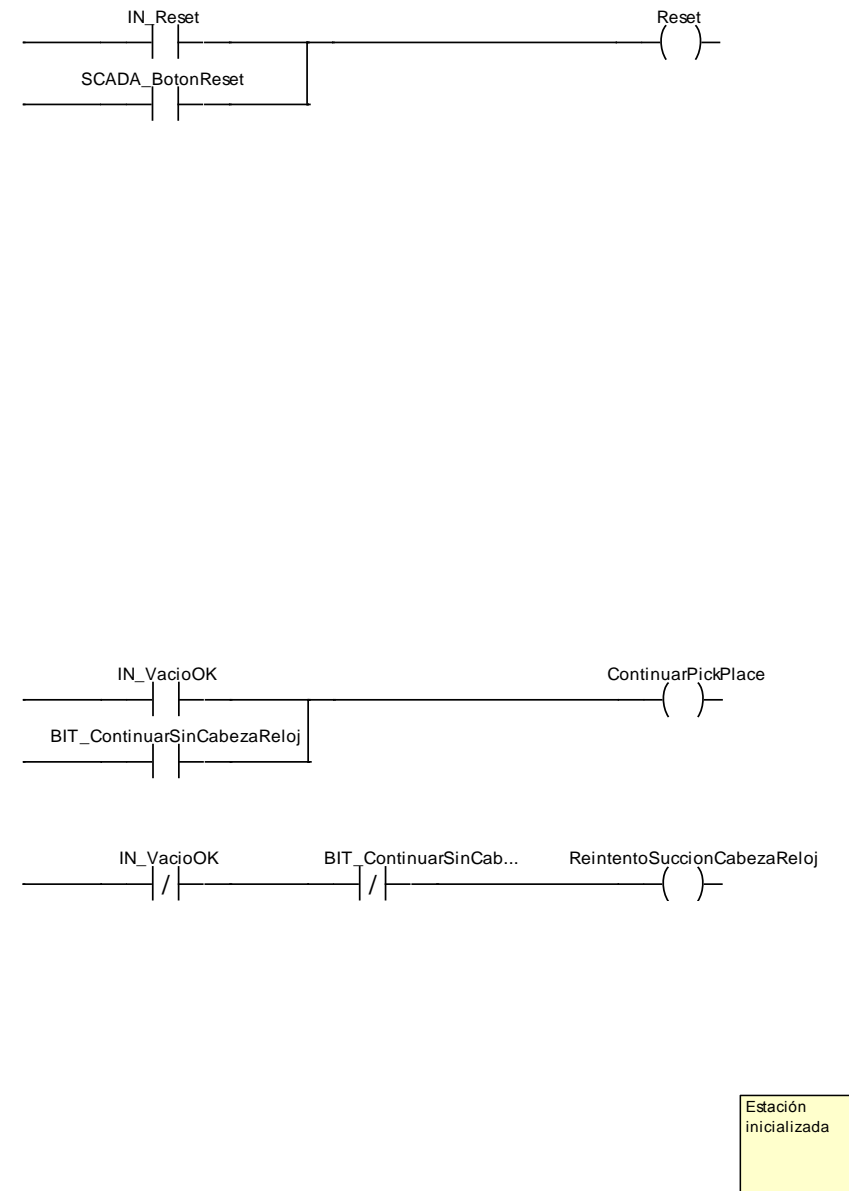 IN_Reset
Reset
SCADA_BotonReset
IN_VacioOK
ContinuarPickPlace
BIT_ContinuarSinCabezaReloj
IN_VacioOK
BIT_ContinuarSinCab...
ReintentoSuccionCabezaReloj
/
/
Estación
inicializada